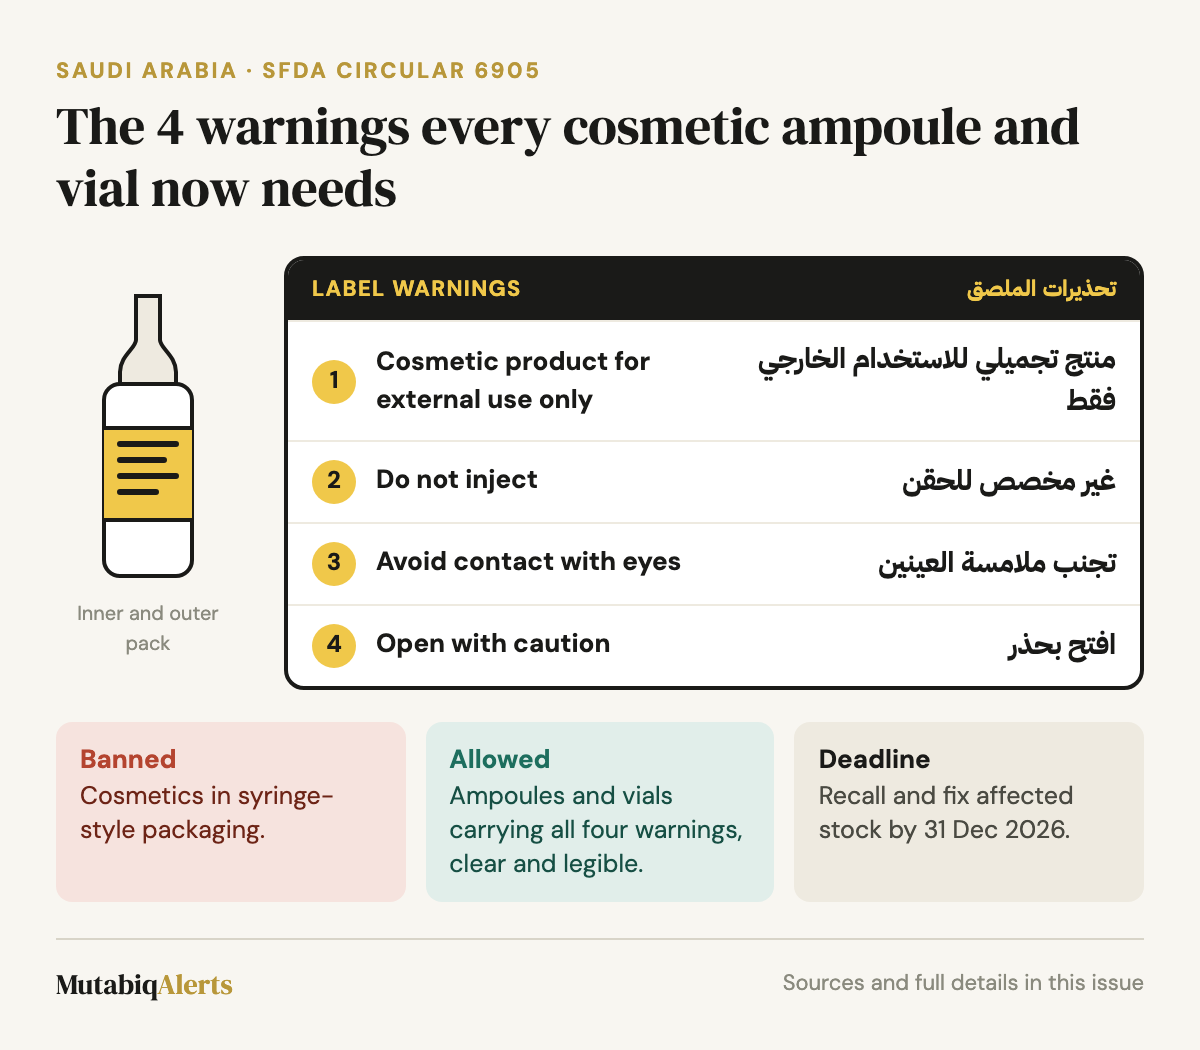 SAUDI ARABIA · SFDA CIRCULAR 6905
The 4 warnings every cosmetic ampoule and
vial now needs
LABEL WARNINGS
تحذيرات الملصق
1
Cosmetic product for
external use only
منتج تجميلي للاستخدام الخارجي
فقط
2
Do not inject
غير مخصص للحقن
3
Avoid contact with eyes
تجنب ملامسة العينين
4
Open with caution
افتح بحذر
Inner and outer
pack
Banned
Cosmetics in syringe-
style packaging.
Allowed
Ampoules and vials
carrying all four warnings,
clear and legible.
Deadline
Recall and fix affected
stock by 31 Dec 2026.
MutabiqAlerts
Sources and full details in this issue